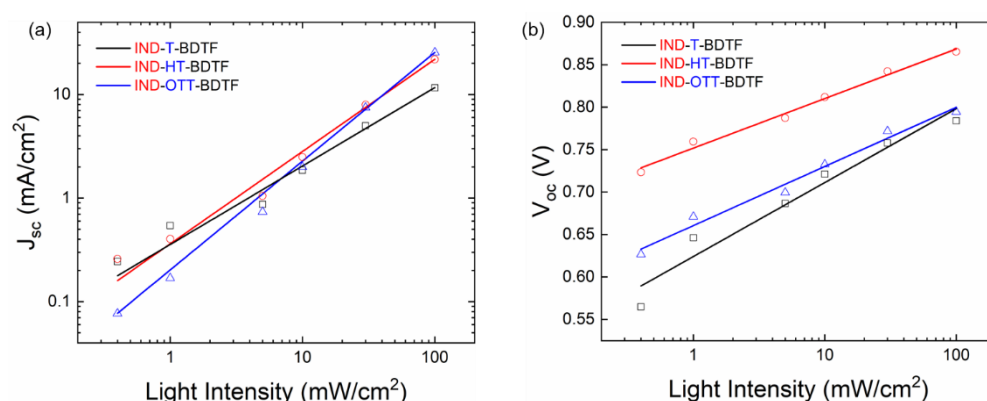 (a)
IND-T-BDTF
IND-HT-BDTF
IND-OTT-BDTF
10
1
0.1
J_sc (mA/cm²)
1
10
100
Light Intensity (mW/cm²)
(b)
IND-T-BDTF
IND-HT-BDTF
IND-OTT-BDTF
0.90
0.85
0.80
0.75
0.70
0.65
0.60
0.55
V_oc (V)
1
10
100
Light Intensity (mW/cm²)